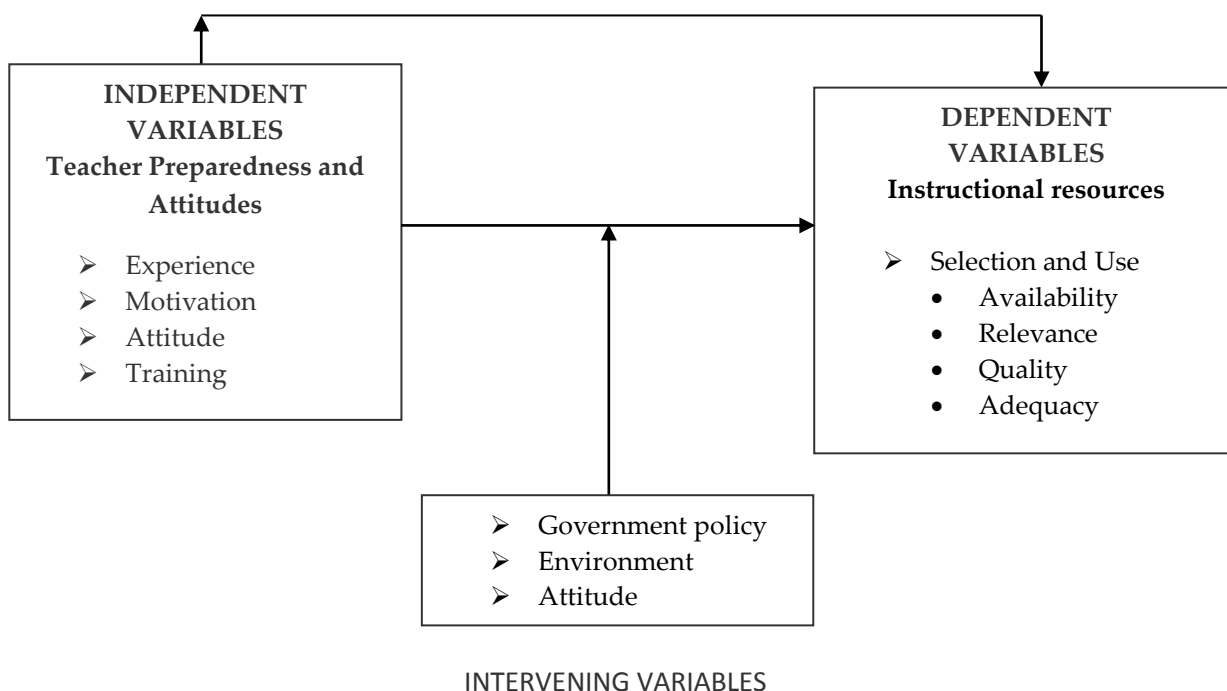 INDEPENDENT
VARIABLES
Teacher Preparedness and
Attitudes
➢ Experience
➢ Motivation
➢ Attitude
➢ Training
DEPENDENT
VARIABLES
Instructional resources
➢ Selection and Use
• Availability
• Relevance
• Quality
• Adequacy
➢ Government policy
➢ Environment
➢ Attitude
INTERVENING VARIABLES